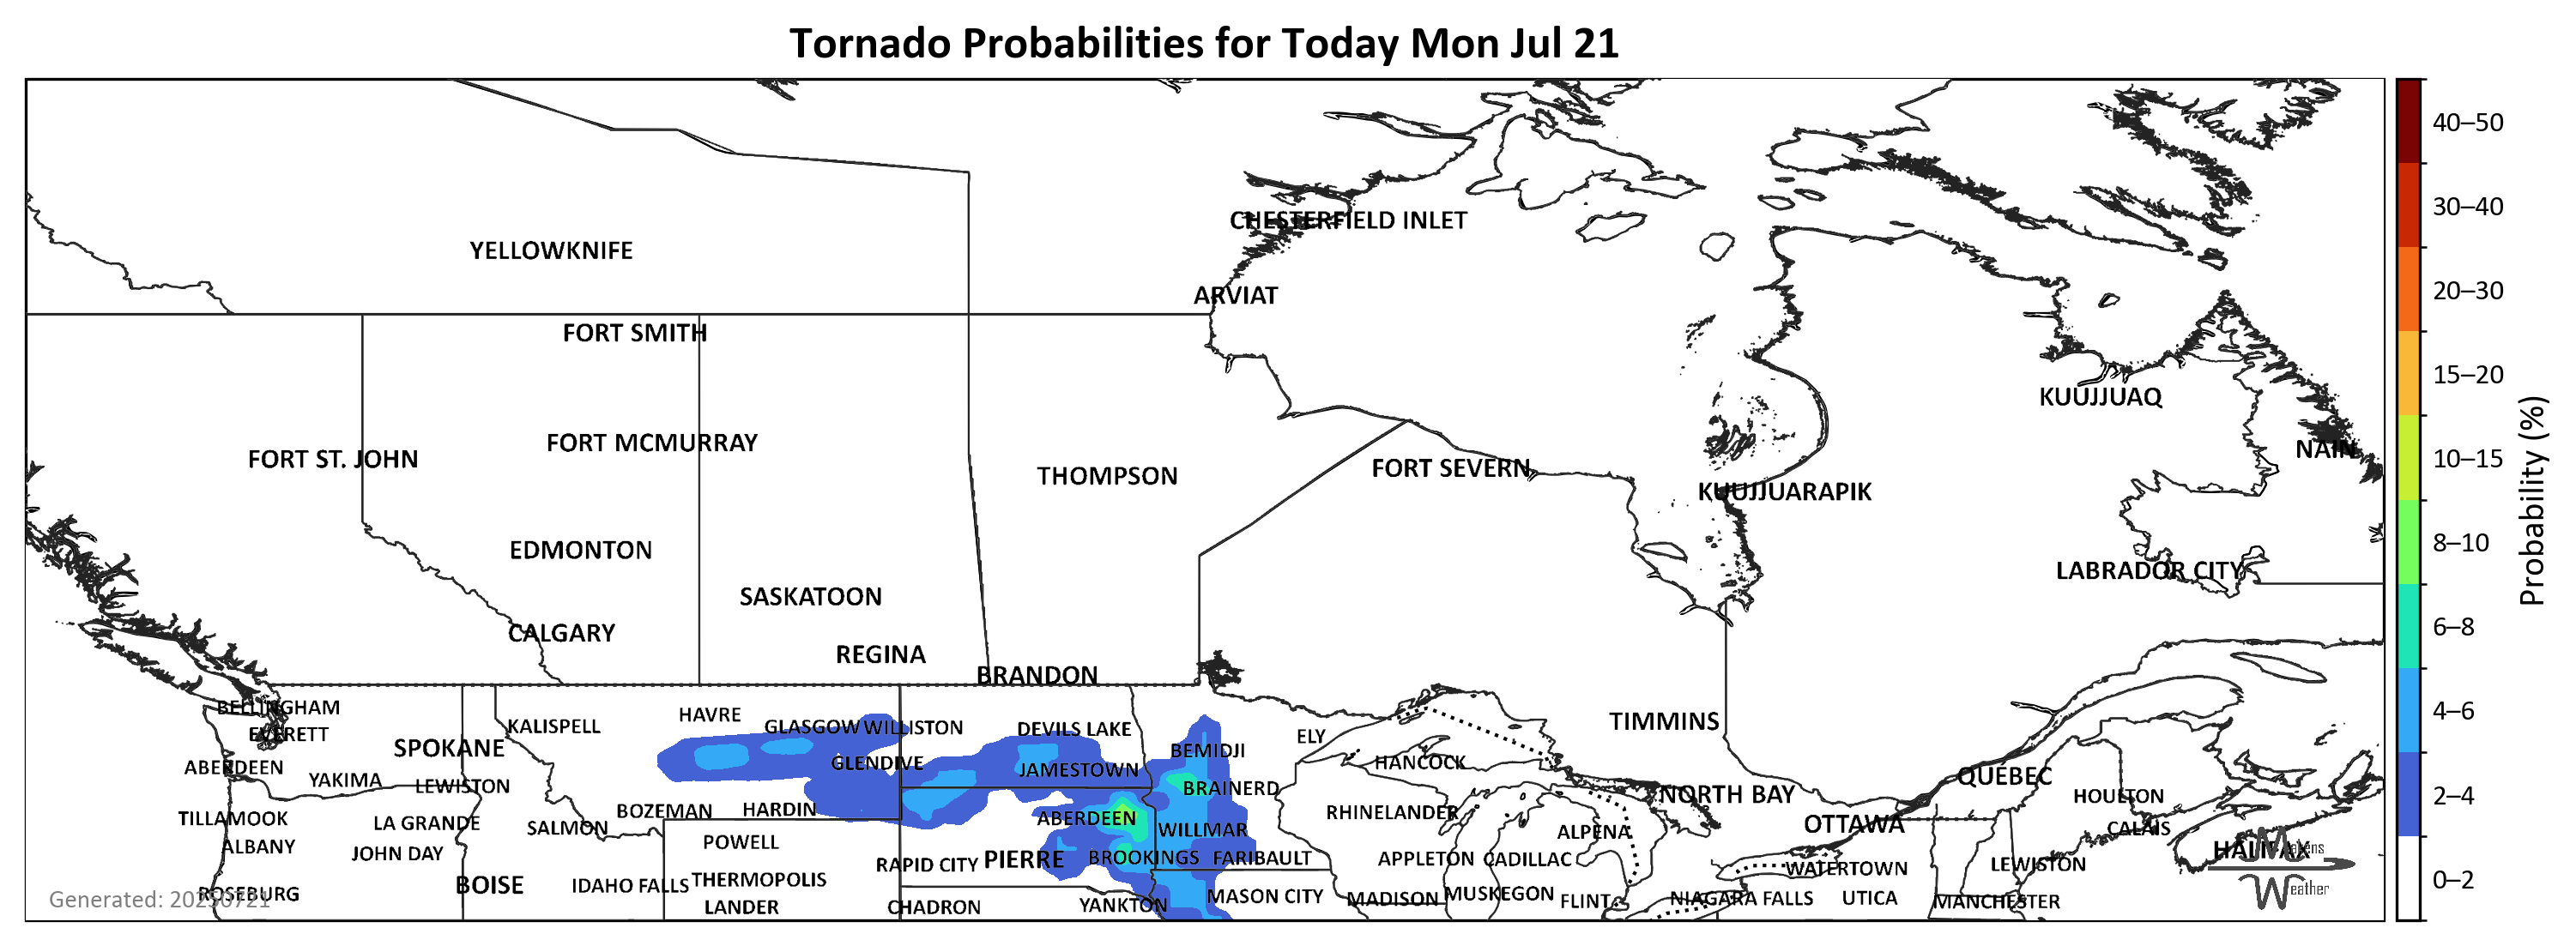 Tornado Probabilities for Today Mon Jul 21
40–50
30–40
20–30
15–20
10–15
8–10
6–8
4–6
2–4
0–2
Probability (%)
CHESTERFIELD INLET
YELLOWKNIFE
ARVIAT
FORT SMITH
KUUJJUAQ
FORT MCMURRAY
NAIN
FORT ST. JOHN
FORT SEVERN
THOMPSON
KUUJJUARAPIK
EDMONTON
LABRADOR CITY
SASKATOON
CALGARY
REGINA
BRANDON
BELLINGHAM
HAVRE
TIMMINS
KALISPELL
GLASGOW
WILLISTON
DEVILS LAKE
EVERETT
ELY
SPOKANE
BEMIDJI
ABERDEEN
GLENDIVE
HANCOCK
JAMESTOWN
QUÉBEC
YAKIMA
LEWISTON
BRAINERD
NORTH BAY
HOULTON
TILLAMOOK
BOZEMAN
HARDIN
RHINELANDER
LA GRANDE
SALMON
ABERDEEN
WILLMAR
ALPENA
OTTAWA
CALAIS
ALBANY
JOHN DAY
POWELL
HALIFAX
RAPID CITY
PIERRE
BROOKINGS
FARIBAULT
APPLETON
CADILLAC
WATERTOWN
LEWISTON
BOISE
IDAHO FALLS
THERMOPOLIS
ROSEBURG
MASON CITY
MADISON
MUSKEGON
FLINT
NIAGARA FALLS
UTICA
MANCHESTER
LANDER
CHADRON
YANKTON
Generated: 20250721
Weather